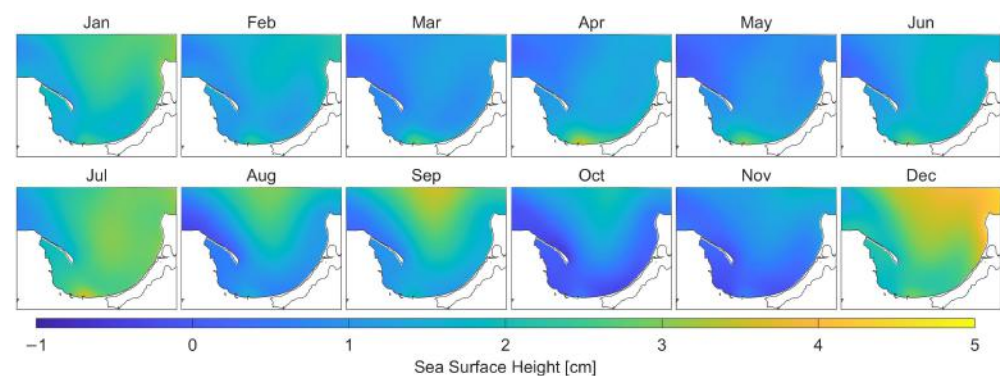 Jan Feb Mar Apr May Jun
Jul Aug Sep Oct Nov Dec
−1 0 1 2 3 4 5
Sea Surface Height [cm]